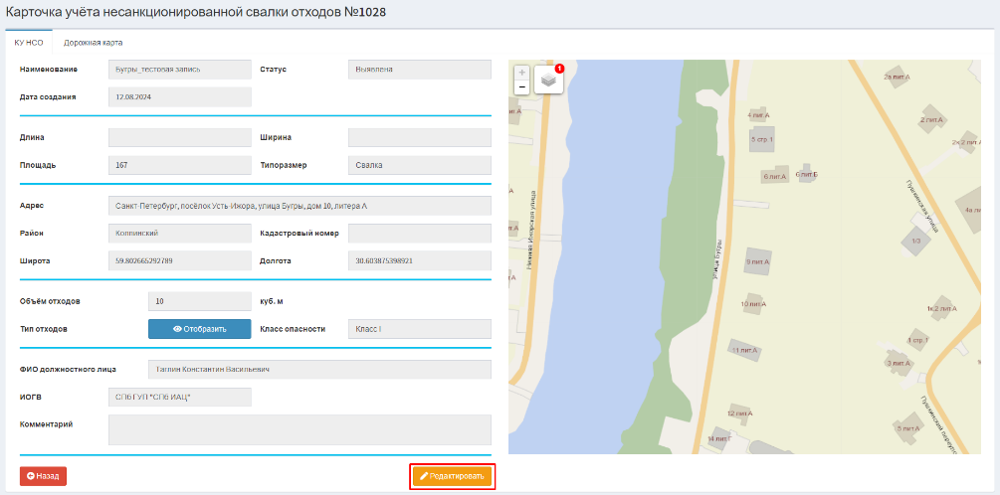 Карточка учёта несанкционированной свалки отходов №1028
КУ НСО Дорожная карта
Наименование Бугры_тестовая запись Статус Выявлена
Дата создания 12.08.2024
Длина Ширина
Площадь 167 Типоразмер Свалка
Адрес Санкт-Петербург, посёлок Усть-Ижора, улица Бугры, дом 10, литера А
Район Колпинский Кадастровый номер
Широта 59.802665292789 Долгота 30.603875398921
Объём отходов 10 куб. м
Тип отходов Отобразить Класс опасности Класс I
ФИО должностного лица Таглин Константин Васильевич
ИОГВ СПб ГУП "СПб ИАЦ"
Комментарий
Назад Редактировать
+
−
1
2а лит.А
4 лит.А
2 лит.А
5 стр.1
6 лит.А
6 лит.Б
Нижняя Ижорская улица
Улица Бугры
Пушкинская улица
1/3
9 лит.А
10 лит.А
11 лит.А
12 лит.А
14 лит.Г
1к.2 лит.А
1 стр.1
3 лит.А
5 лит.А